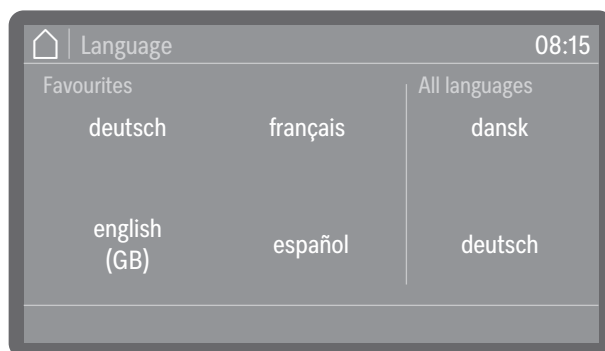 Language
08:15
Favourites
All languages
deutsch
français
dansk
english
(GB)
español
deutsch